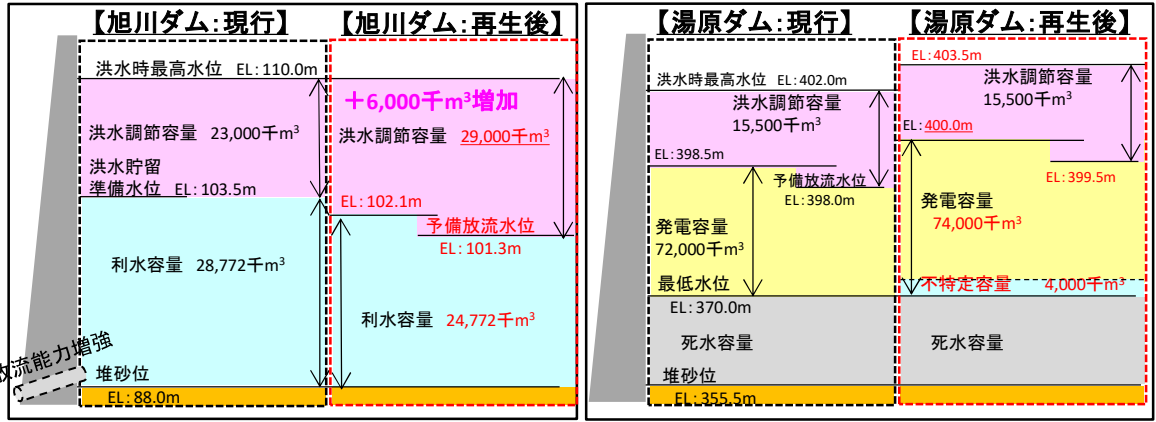 【旭川ダム:現行】
洪水時最高水位 EL:110.0m
洪水調節容量 23,000千m³
洪水貯留
準備水位 EL:103.5m
利水容量 28,772千m³
放流能力増強
堆砂位
EL:88.0m
【旭川ダム:再生後】
+6,000千m³増加
洪水調節容量 29,000千m³
EL:102.1m
予備放流水位
EL:101.3m
利水容量 24,772千m³
【湯原ダム:現行】
洪水時最高水位 EL:402.0m
洪水調節容量
15,500千m³
EL:398.5m
予備放流水位
EL:398.0m
発電容量
72,000千m³
最低水位
EL:370.0m
死水容量
堆砂位
EL:355.5m
【湯原ダム:再生後】
EL:403.5m
洪水調節容量
15,500千m³
EL:400.0m
EL:399.5m
発電容量
74,000千m³
不特定容量 4,000千m³
死水容量